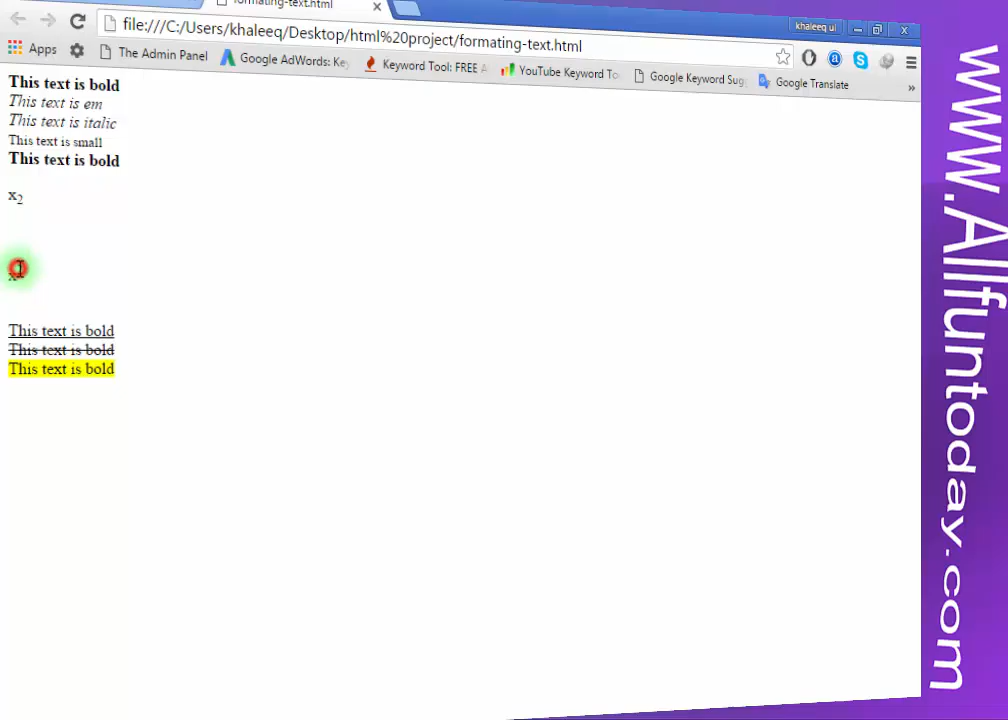 formating-text.html
khaleeq ul
file:///C:/Users/khaleeq/Desktop/html%20project/formating-text.html
Apps
The Admin Panel
Google AdWords: Key
Keyword Tool: FREE A
YouTube Keyword To
Google Keyword Sug
Google Translate
»
This text is bold
This text is em
This text is italic
This text is small
This text is bold
x2
x
This text is bold
This text is bold
This text is bold
www.Allfuntoday.com